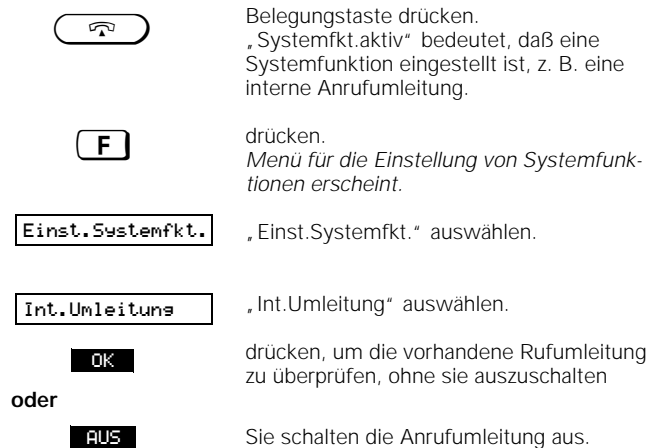 Belegungstaste drücken.
„Systemfkt.aktiv“ bedeutet, daß eine
Systemfunktion eingestellt ist, z. B. eine
interne Anrufumleitung.
F
drücken.
Menü für die Einstellung von Systemfunk-
tionen erscheint.
Einst.Systemfkt.
„Einst.Systemfkt.“ auswählen.
Int.Umleitung
„Int.Umleitung“ auswählen.
OK
drücken, um die vorhandene Rufumleitung
zu überprüfen, ohne sie auszuschalten
oder
AUS
Sie schalten die Anrufumleitung aus.